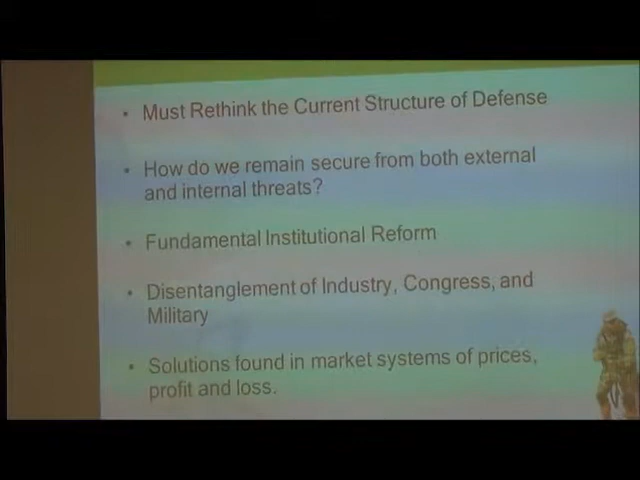 • Must Rethink the Current Structure of Defense
• How do we remain secure from both external
and internal threats?
• Fundamental Institutional Reform
• Disentanglement of Industry, Congress, and
Military
• Solutions found in market systems of prices,
profit and loss.